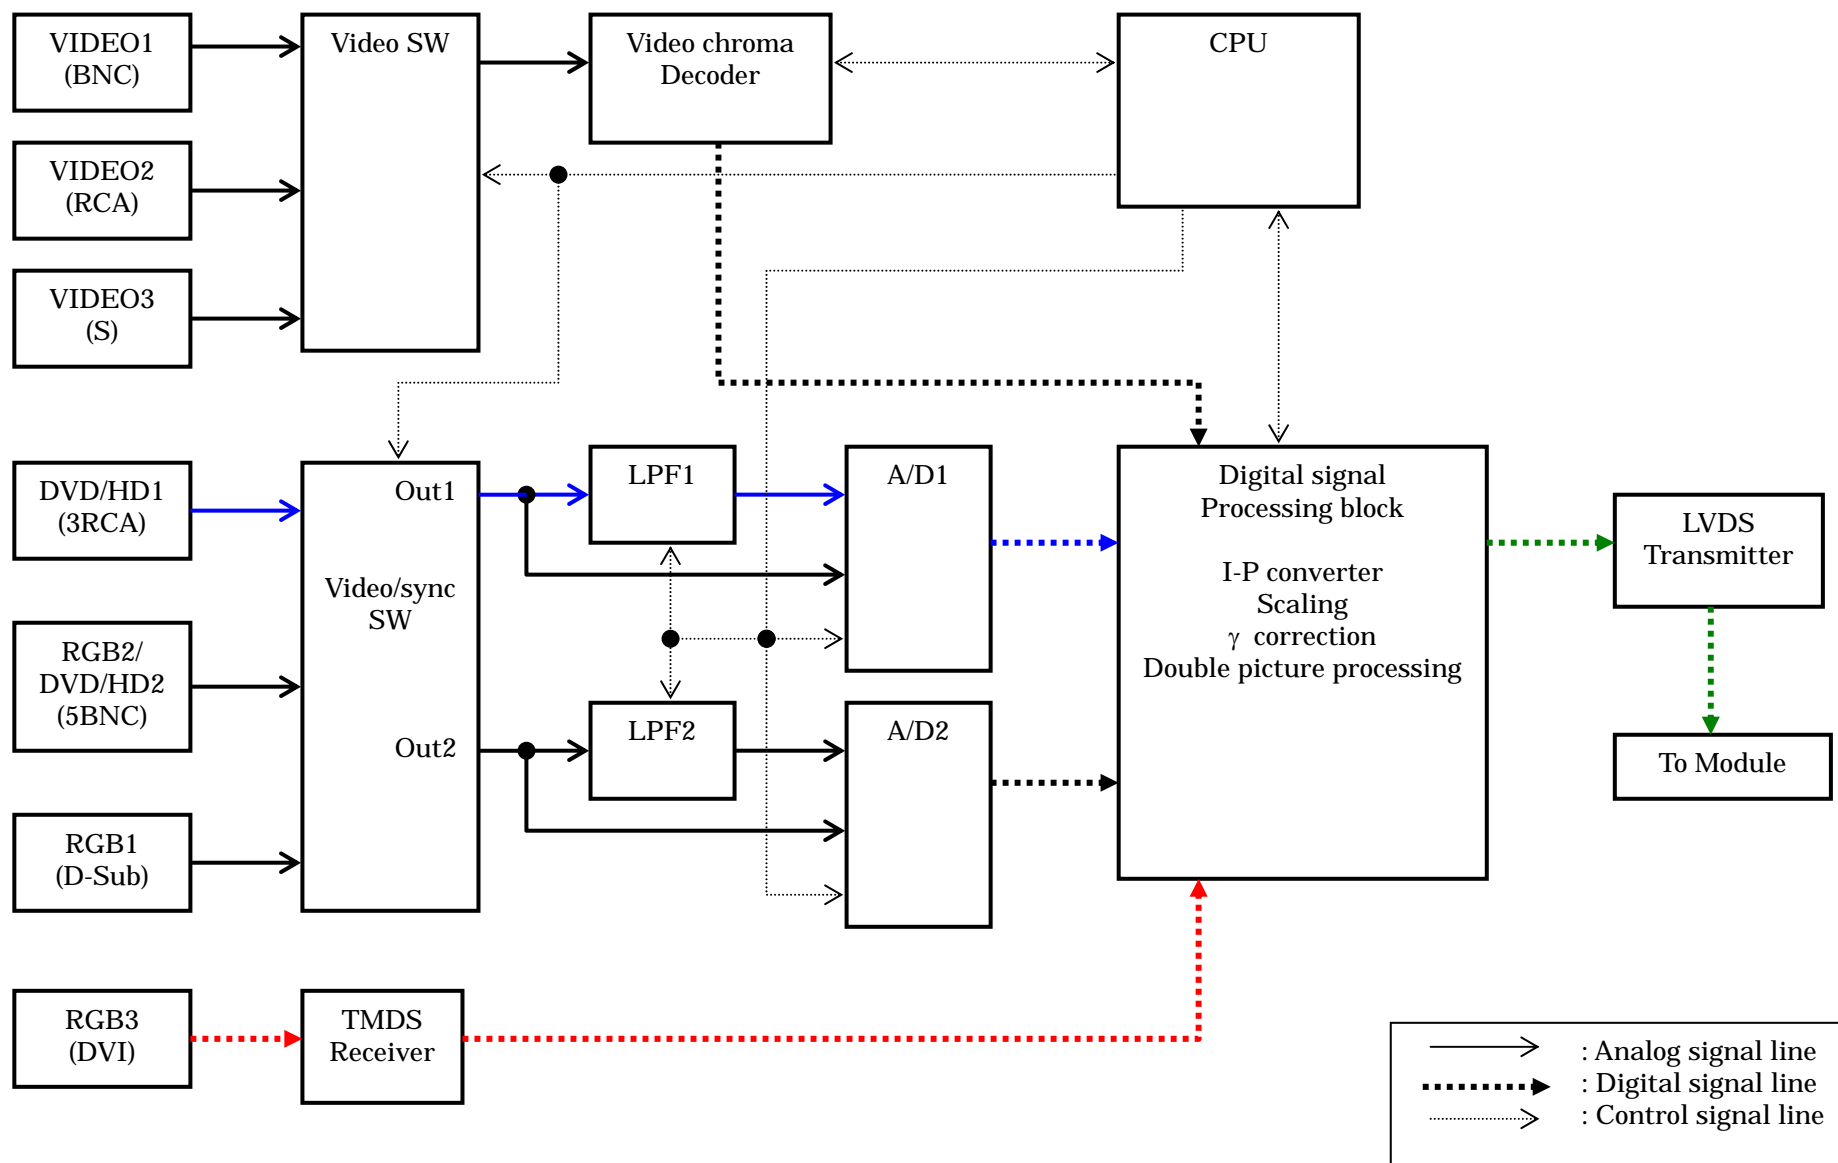 VIDEO1
(BNC)
Video SW
Video chroma
Decoder
CPU
VIDEO2
(RCA)
VIDEO3
(S)
DVD/HD1
(3RCA)
Out1
Video/sync
SW
Out2
LPF1
A/D1
Digital signal
Processing block
I-P converter
Scaling
γ correction
Double picture processing
LVDS
Transmitter
RGB2/
DVD/HD2
(5BNC)
LPF2
A/D2
To Module
RGB1
(D-Sub)
RGB3
(DVI)
TMDS
Receiver
: Analog signal line
: Digital signal line
: Control signal line